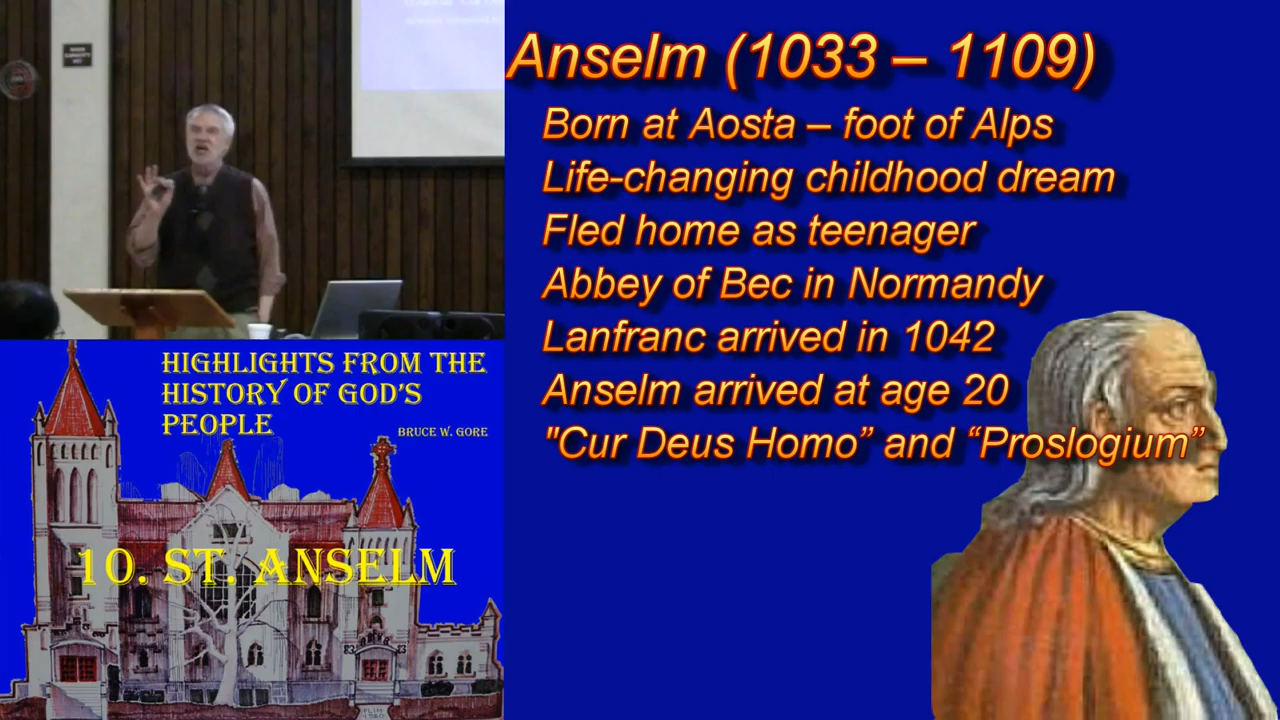 Anselm (1033 – 1109)
Born at Aosta – foot of Alps
Life-changing childhood dream
Fled home as teenager
Abbey of Bec in Normandy
Lanfranc arrived in 1042
Anselm arrived at age 20
"Cur Deus Homo” and “Proslogium”
HIGHLIGHTS FROM THE
HISTORY OF GOD'S
PEOPLE
BRUCE W. GORE
10. ST. ANSELM